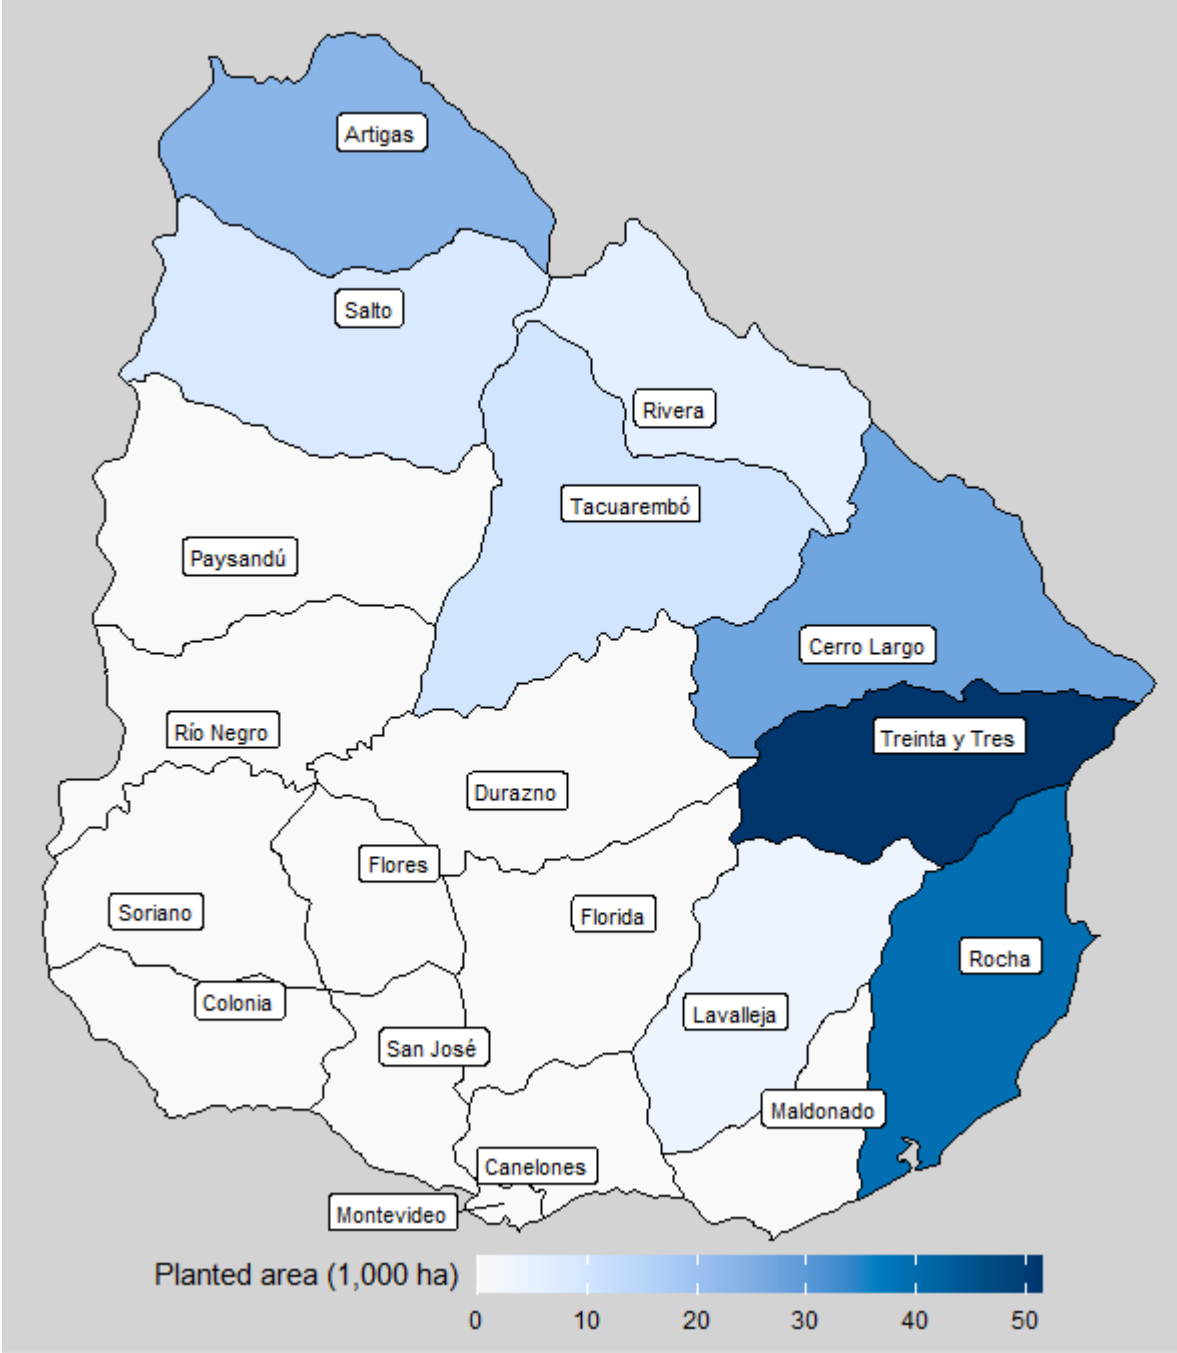 Artigas
Salto
Rivera
Tacuarembó
Paysandú
Cerro Largo
Río Negro
Treinta y Tres
Durazno
Flores
Soriano
Florida
Rocha
Colonia
Lavalleja
San José
Maldonado
Canelones
Montevideo
Planted area (1,000 ha)
0 10 20 30 40 50